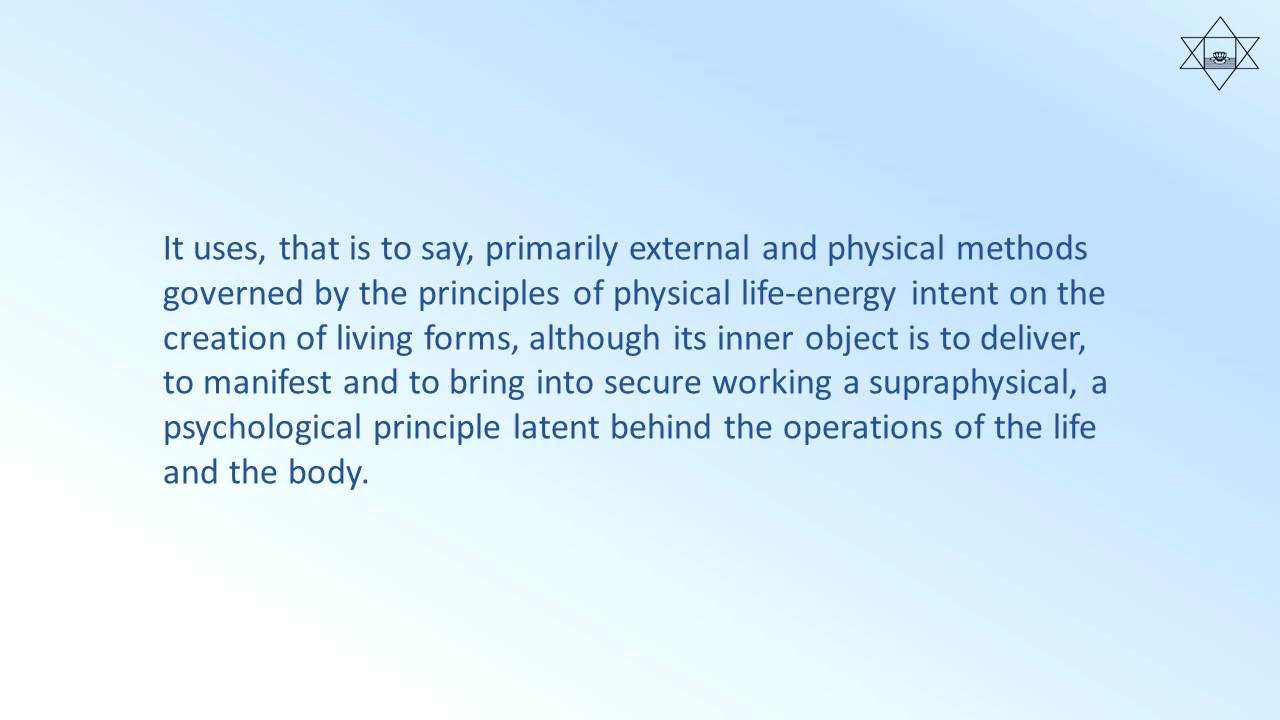 It uses, that is to say, primarily external and physical methods
governed by the principles of physical life-energy intent on the
creation of living forms, although its inner object is to deliver,
to manifest and to bring into secure working a supraphysical, a
psychological principle latent behind the operations of the life
and the body.